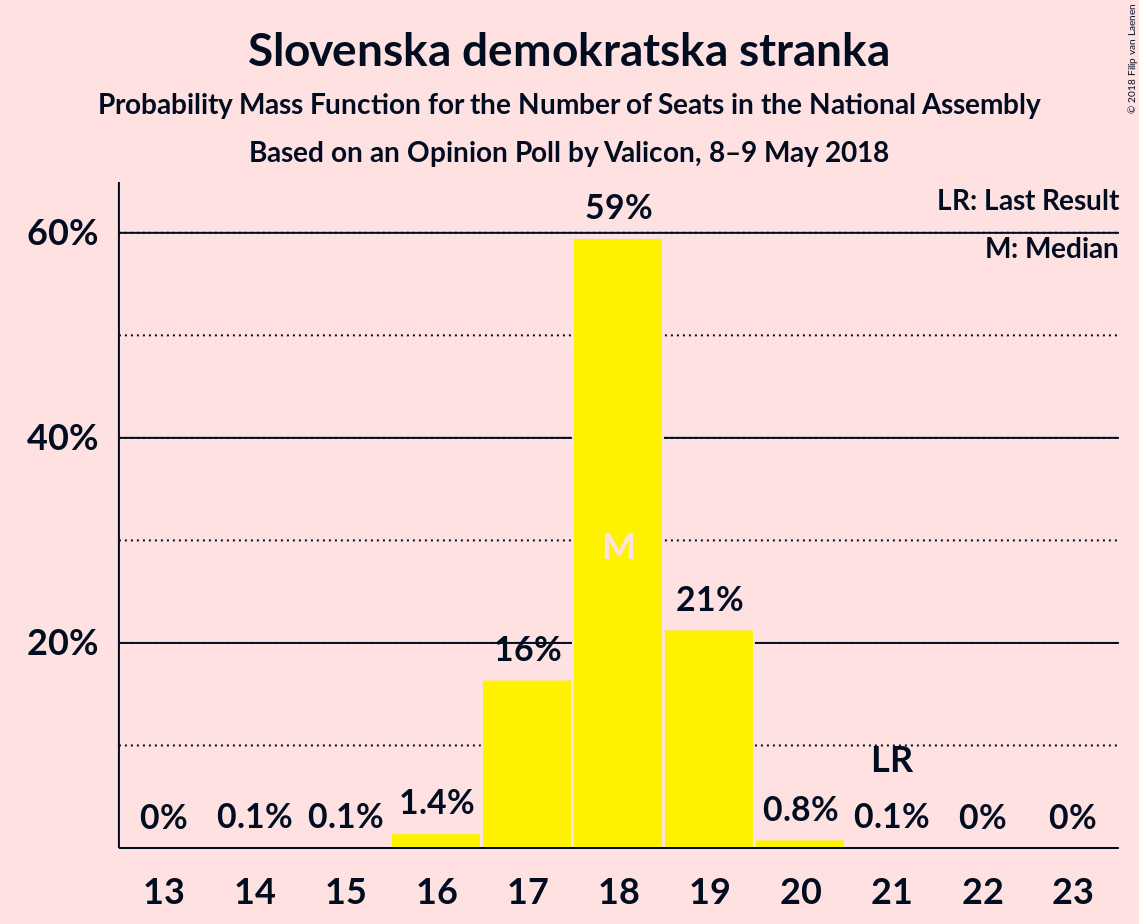 Slovenska demokratska stranka
Probability Mass Function for the Number of Seats in the National Assembly
Based on an Opinion Poll by Valicon, 8–9 May 2018
© 2018 Filip van Laenen
LR: Last Result
M: Median
60%
40%
20%
0%
0.1%
0.1%
1.4%
16%
59%
M
21%
0.8%
LR
0.1%
0%
0%
13 14 15 16 17 18 19 20 21 22 23